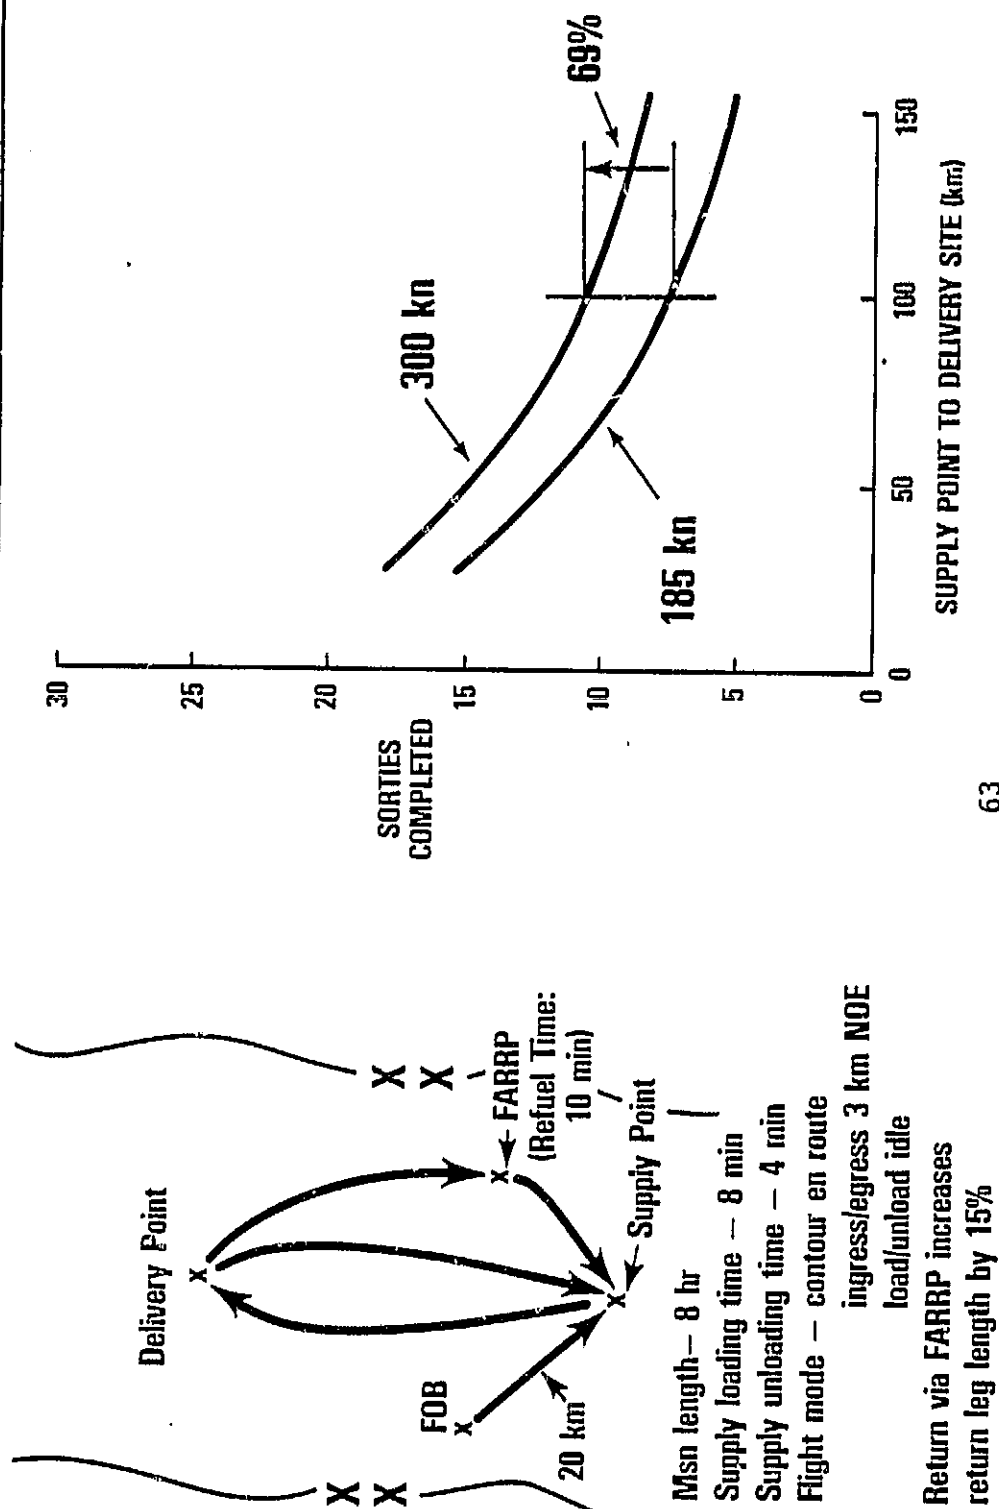 Delivery Point
X X
X X
x
FOB
x
20 km
x
FARRP
(Refuel Time:
10 min)
x
Supply Point
Msn length– 8 hr
Supply loading time – 8 min
Supply unloading time – 4 min
Flight mode – contour en route
ingress/egress 3 km NOE
load/unload idle
Return via FARRP increases
return leg length by 15%
SORTIES
COMPLETED
30
25
20
15
10
5
0
300 kn
185 kn
69%
0
50
100
150
SUPPLY POINT TO DELIVERY SITE (km)
63